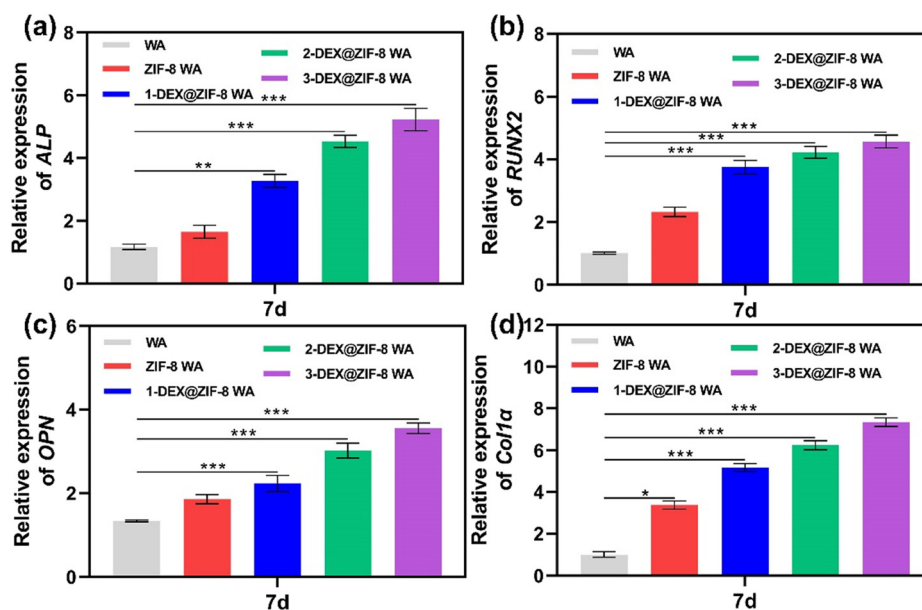 (a)
Relative expression
of ALP
8
6
4
2
0
WA
ZIF-8 WA
1-DEX@ZIF-8 WA
2-DEX@ZIF-8 WA
3-DEX@ZIF-8 WA
***
***
**
7d
(b)
Relative expression
of RUNX2
8
6
4
2
0
WA
ZIF-8 WA
1-DEX@ZIF-8 WA
2-DEX@ZIF-8 WA
3-DEX@ZIF-8 WA
***
***
***
7d
(c)
Relative expression
of OPN
6
4
2
0
WA
ZIF-8 WA
1-DEX@ZIF-8 WA
2-DEX@ZIF-8 WA
3-DEX@ZIF-8 WA
***
***
***
7d
(d)
Relative expression
of Col1α
12
10
8
6
4
2
0
WA
ZIF-8 WA
1-DEX@ZIF-8 WA
2-DEX@ZIF-8 WA
3-DEX@ZIF-8 WA
***
***
***
*
7d